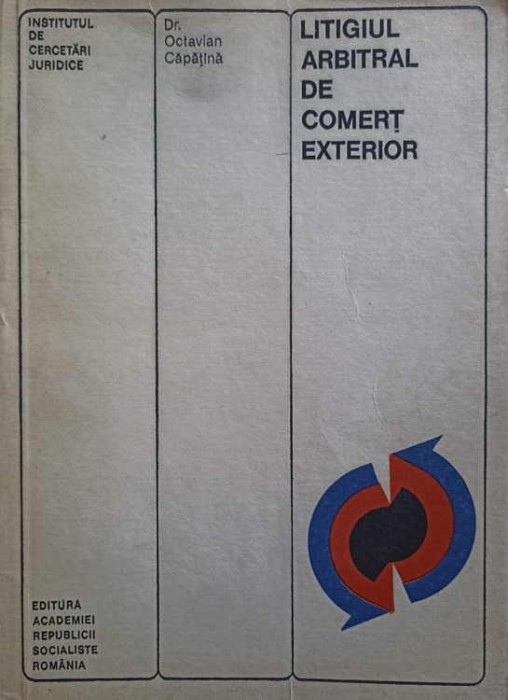 INSTITUTUL
DE
CERCETĂRI
JURIDICE
Dr.
Octavian
Căpățînă
LITIGIUL
ARBITRAL
DE
COMERȚ
EXTERIOR
EDITURA
ACADEMIEI
REPUBLICII
SOCIALISTE
ROMÂNIA